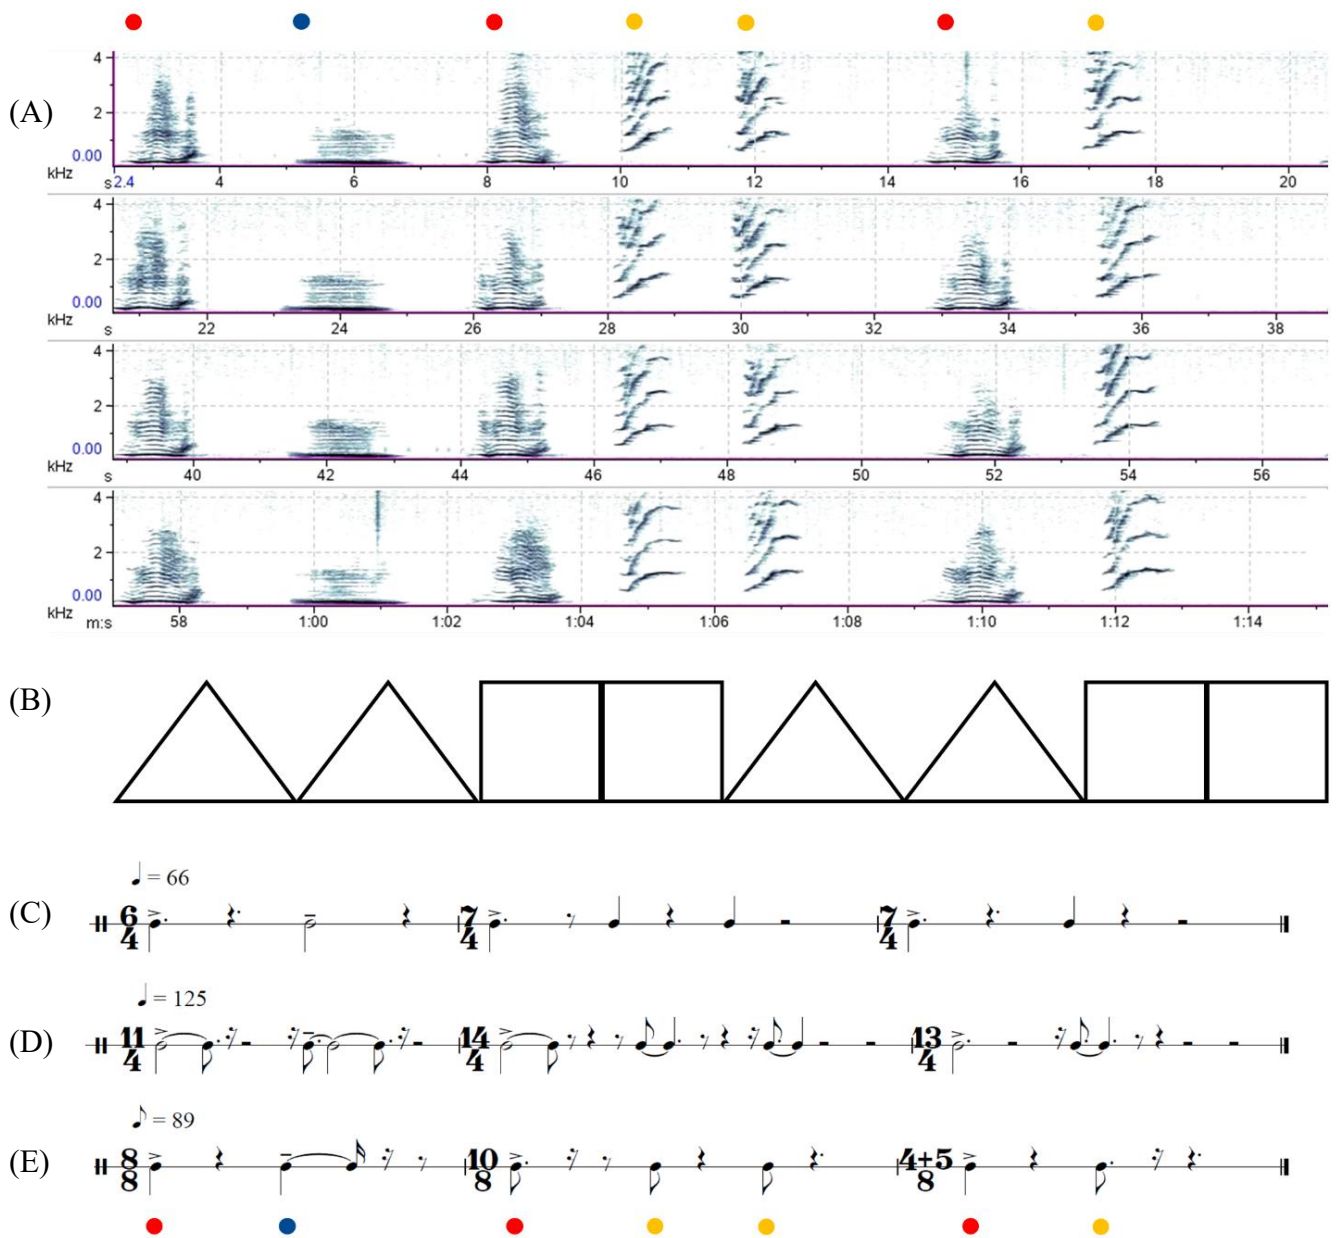 (A)
4
2
0.00
kHz
s 2.4 4 6 8 10 12 14 16 18 20
4
2
0.00
kHz
s 22 24 26 28 30 32 34 36 38
4
2
0.00
kHz
s 40 42 44 46 48 50 52 54 56
4
2
0.00
kHz
m:s 58 1:00 1:02 1:04 1:06 1:08 1:10 1:12 1:14
(B)
= 66
(C) 6/4 7/4 7/4
= 125
(D) 11/4 14/4 13/4
= 89
(E) 8/8 10/8 4+5/8